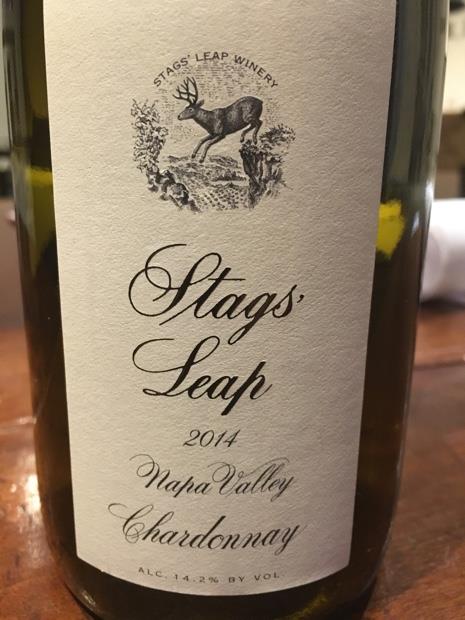 STAGS' LEAP WINERY
Stags'
Leap
2014
Napa Valley
Chardonnay
ALC. 14.2% BY VOL.